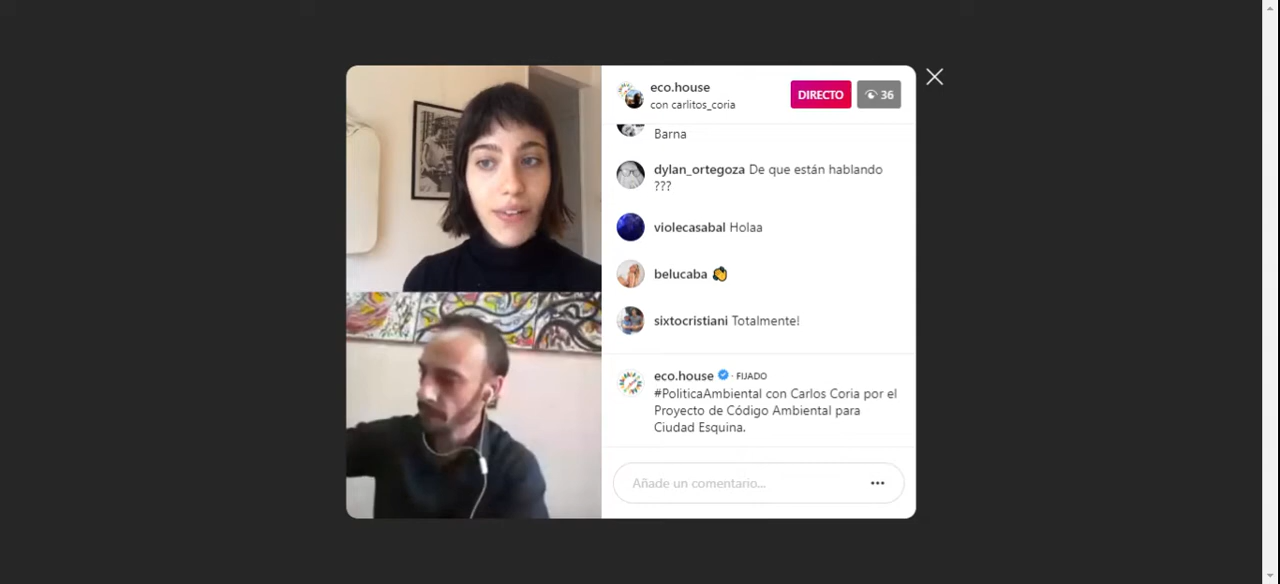 eco.house
con carlitos_coria
DIRECTO
36
Barna
dylan_ortegoza De que están hablando
???
violecasabal Holaa
belucaba
sixtocristiani Totalmente!
eco.house · FIJADO
#PoliticaAmbiental con Carlos Coria por el
Proyecto de Código Ambiental para
Ciudad Esquina.
Añade un comentario...